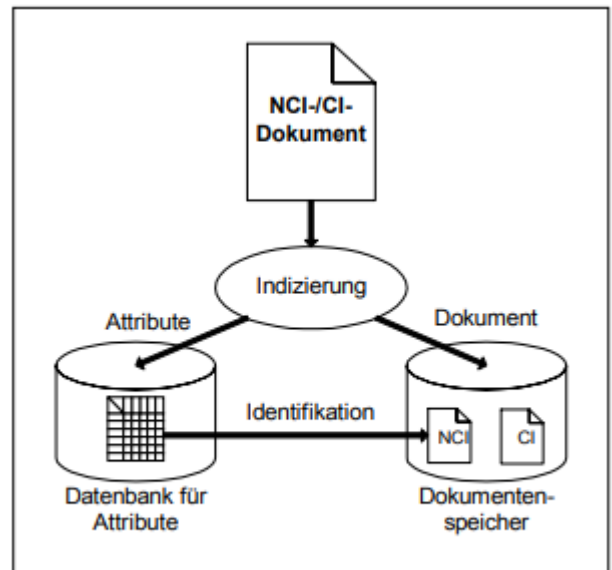 NCI-/CI-
Dokument
Indizierung
Attribute
Dokument
Identifikation
NCI
CI
Datenbank für
Attribute
Dokumenten-
speicher